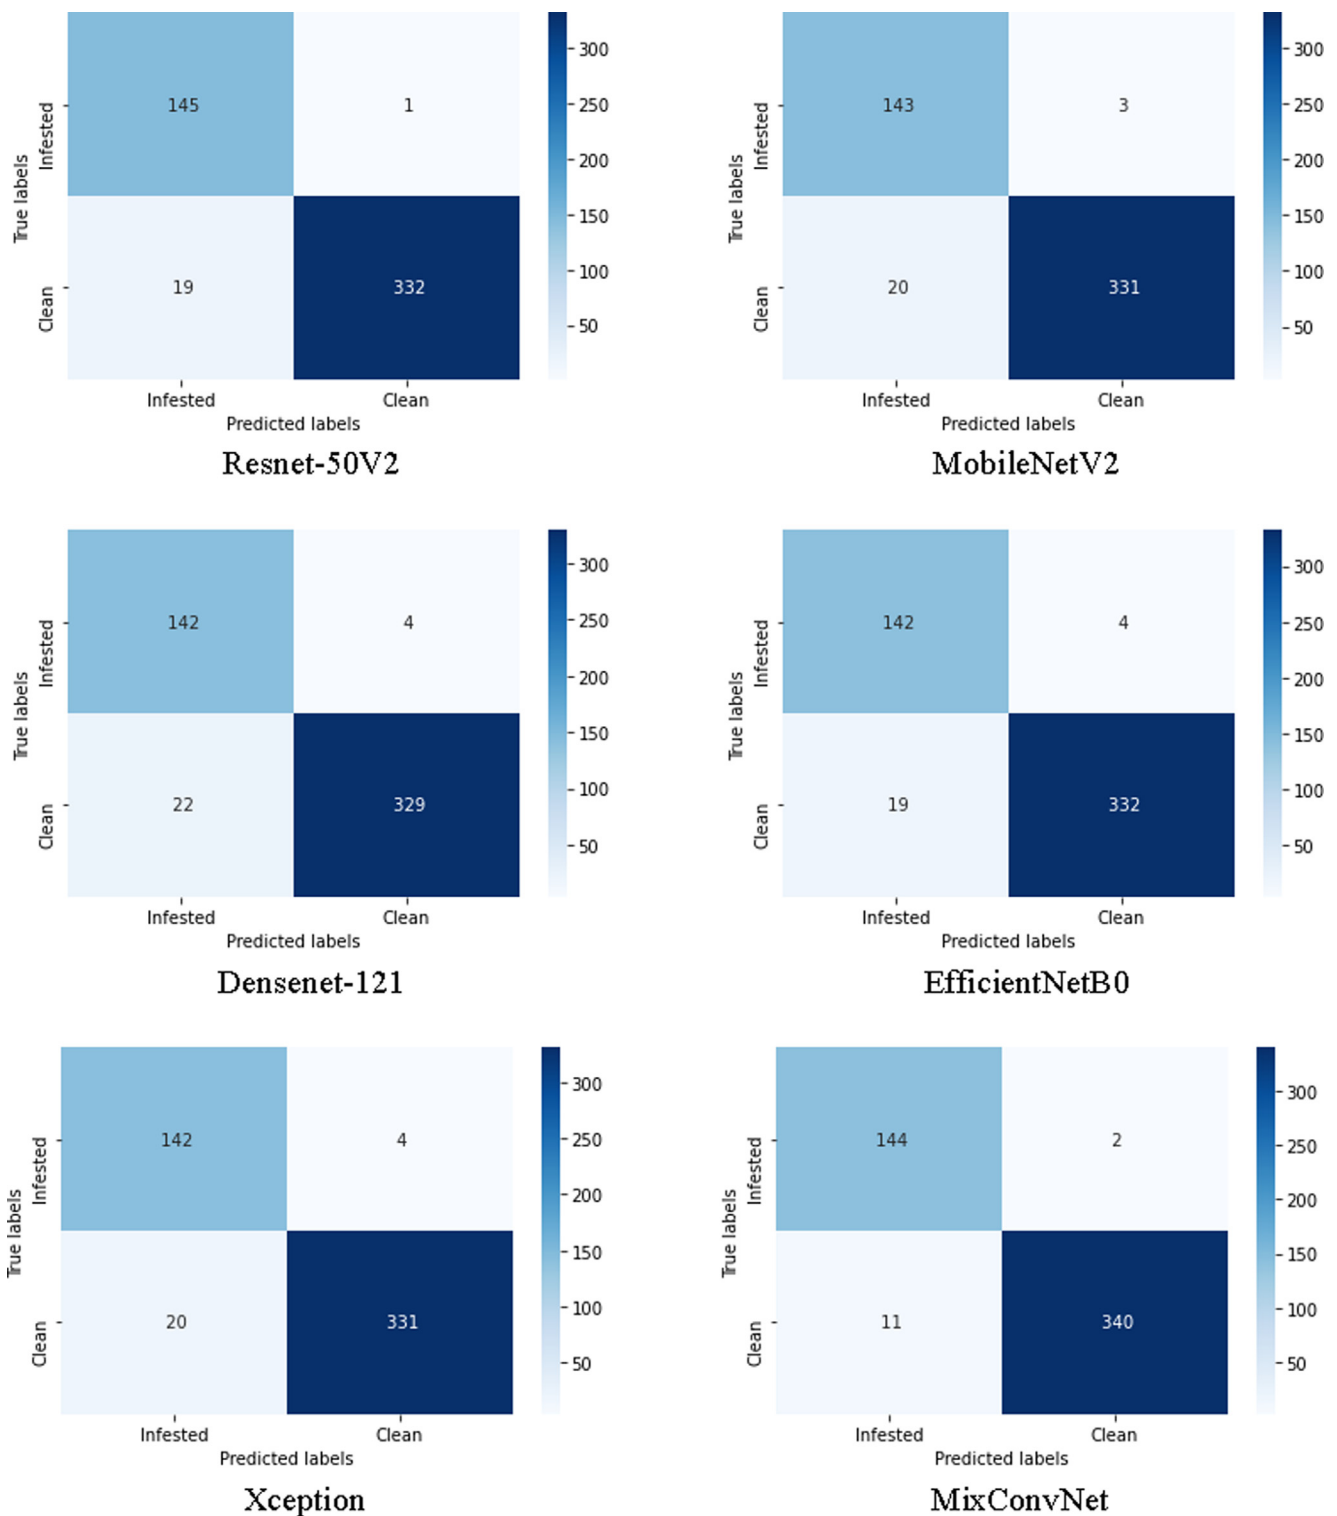 300
250
200
150
100
50
Infested
Clean
True labels
145
1
19
332
Infested
Clean
Predicted labels
Resnet-50V2
300
250
200
150
100
50
Infested
Clean
True labels
143
3
20
331
Infested
Clean
Predicted labels
MobileNetV2
300
250
200
150
100
50
Infested
Clean
True labels
142
4
22
329
Infested
Clean
Predicted labels
Densenet-121
300
250
200
150
100
50
Infested
Clean
True labels
142
4
19
332
Infested
Clean
Predicted labels
EfficientNetB0
300
250
200
150
100
50
Infested
Clean
True labels
142
4
20
331
Infested
Clean
Predicted labels
Xception
300
250
200
150
100
50
Infested
Clean
True labels
144
2
11
340
Infested
Clean
Predicted labels
MixConvNet